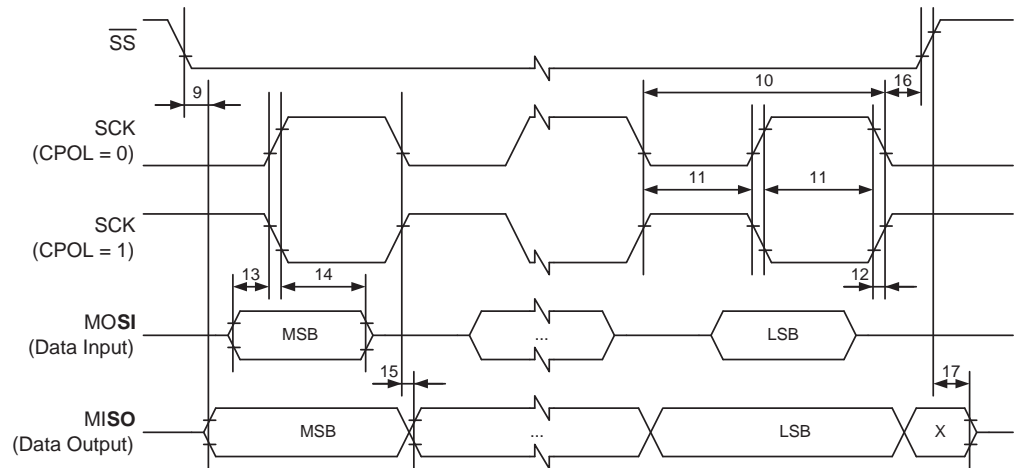 SS
9
10
16
SCK
(CPOL = 0)
11
11
SCK
(CPOL = 1)
13
14
12
MOSI
(Data Input)
MSB
...
LSB
15
17
MISO
(Data Output)
MSB
...
LSB
X